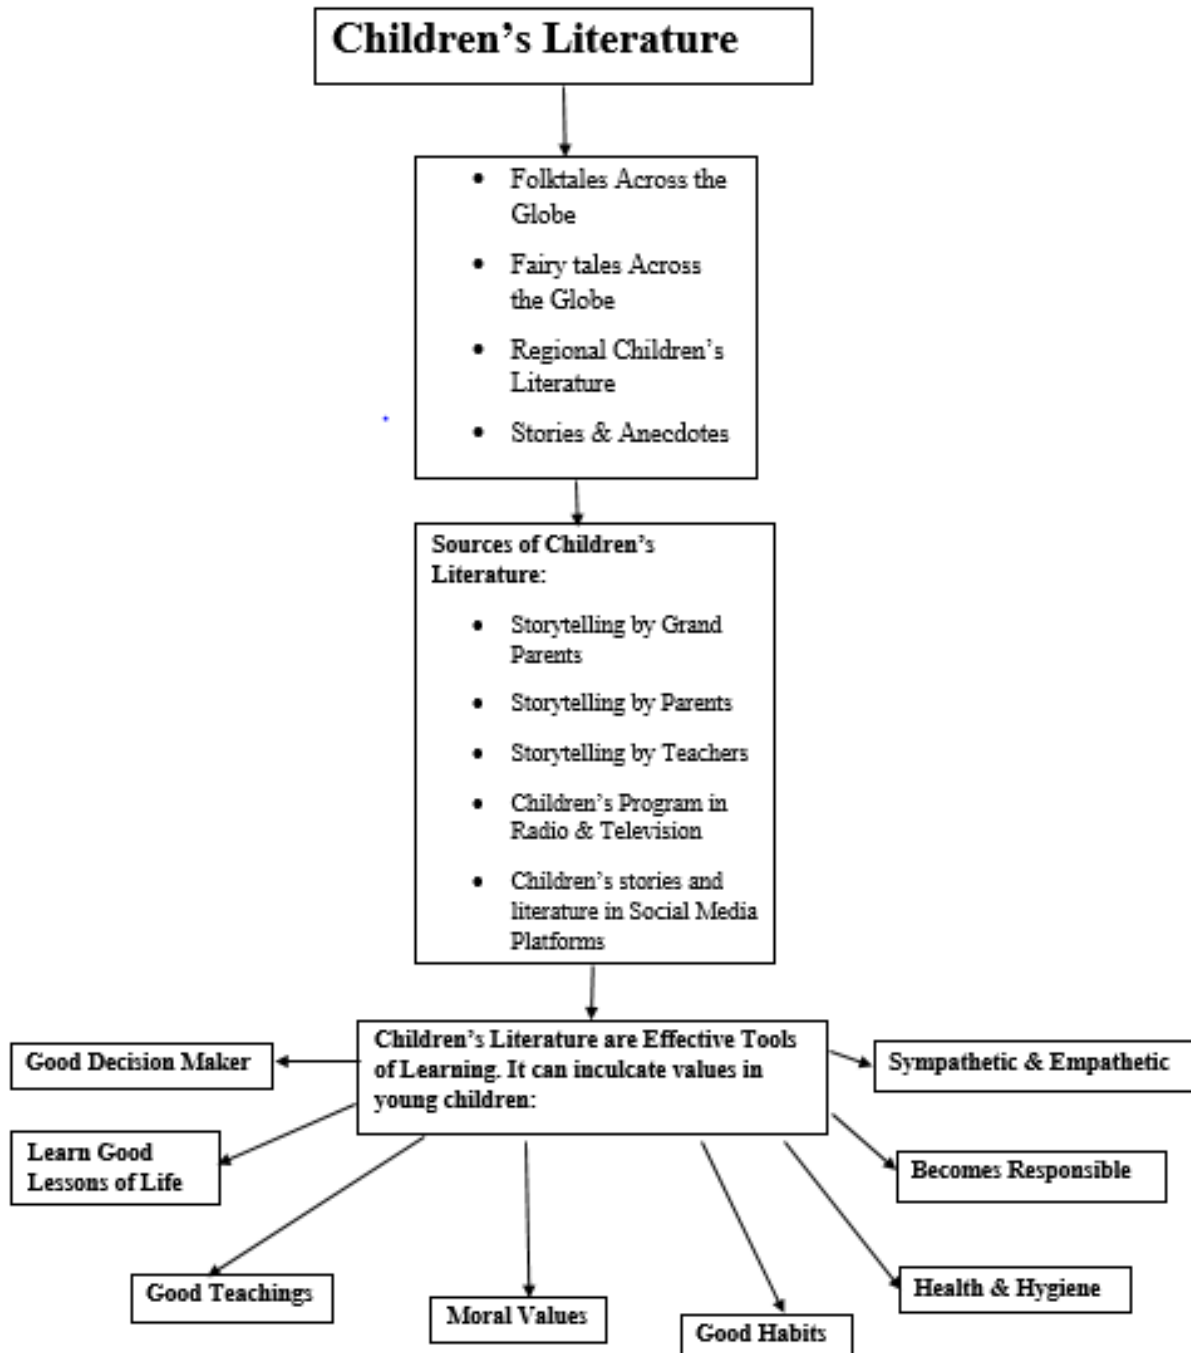 Children's Literature
• Folktales Across the
Globe
• Fairy tales Across
the Globe
• Regional Children's
Literature
• Stories & Anecdotes
Sources of Children's
Literature:
• Storytelling by Grand
Parents
• Storytelling by Parents
• Storytelling by Teachers
• Children's Program in
Radio & Television
• Children's stories and
literature in Social Media
Platforms
Children's Literature are Effective Tools
of Learning. It can inculcate values in
young children:
Good Decision Maker
Sympathetic & Empathetic
Learn Good
Lessons of Life
Becomes Responsible
Good Teachings
Moral Values
Good Habits
Health & Hygiene